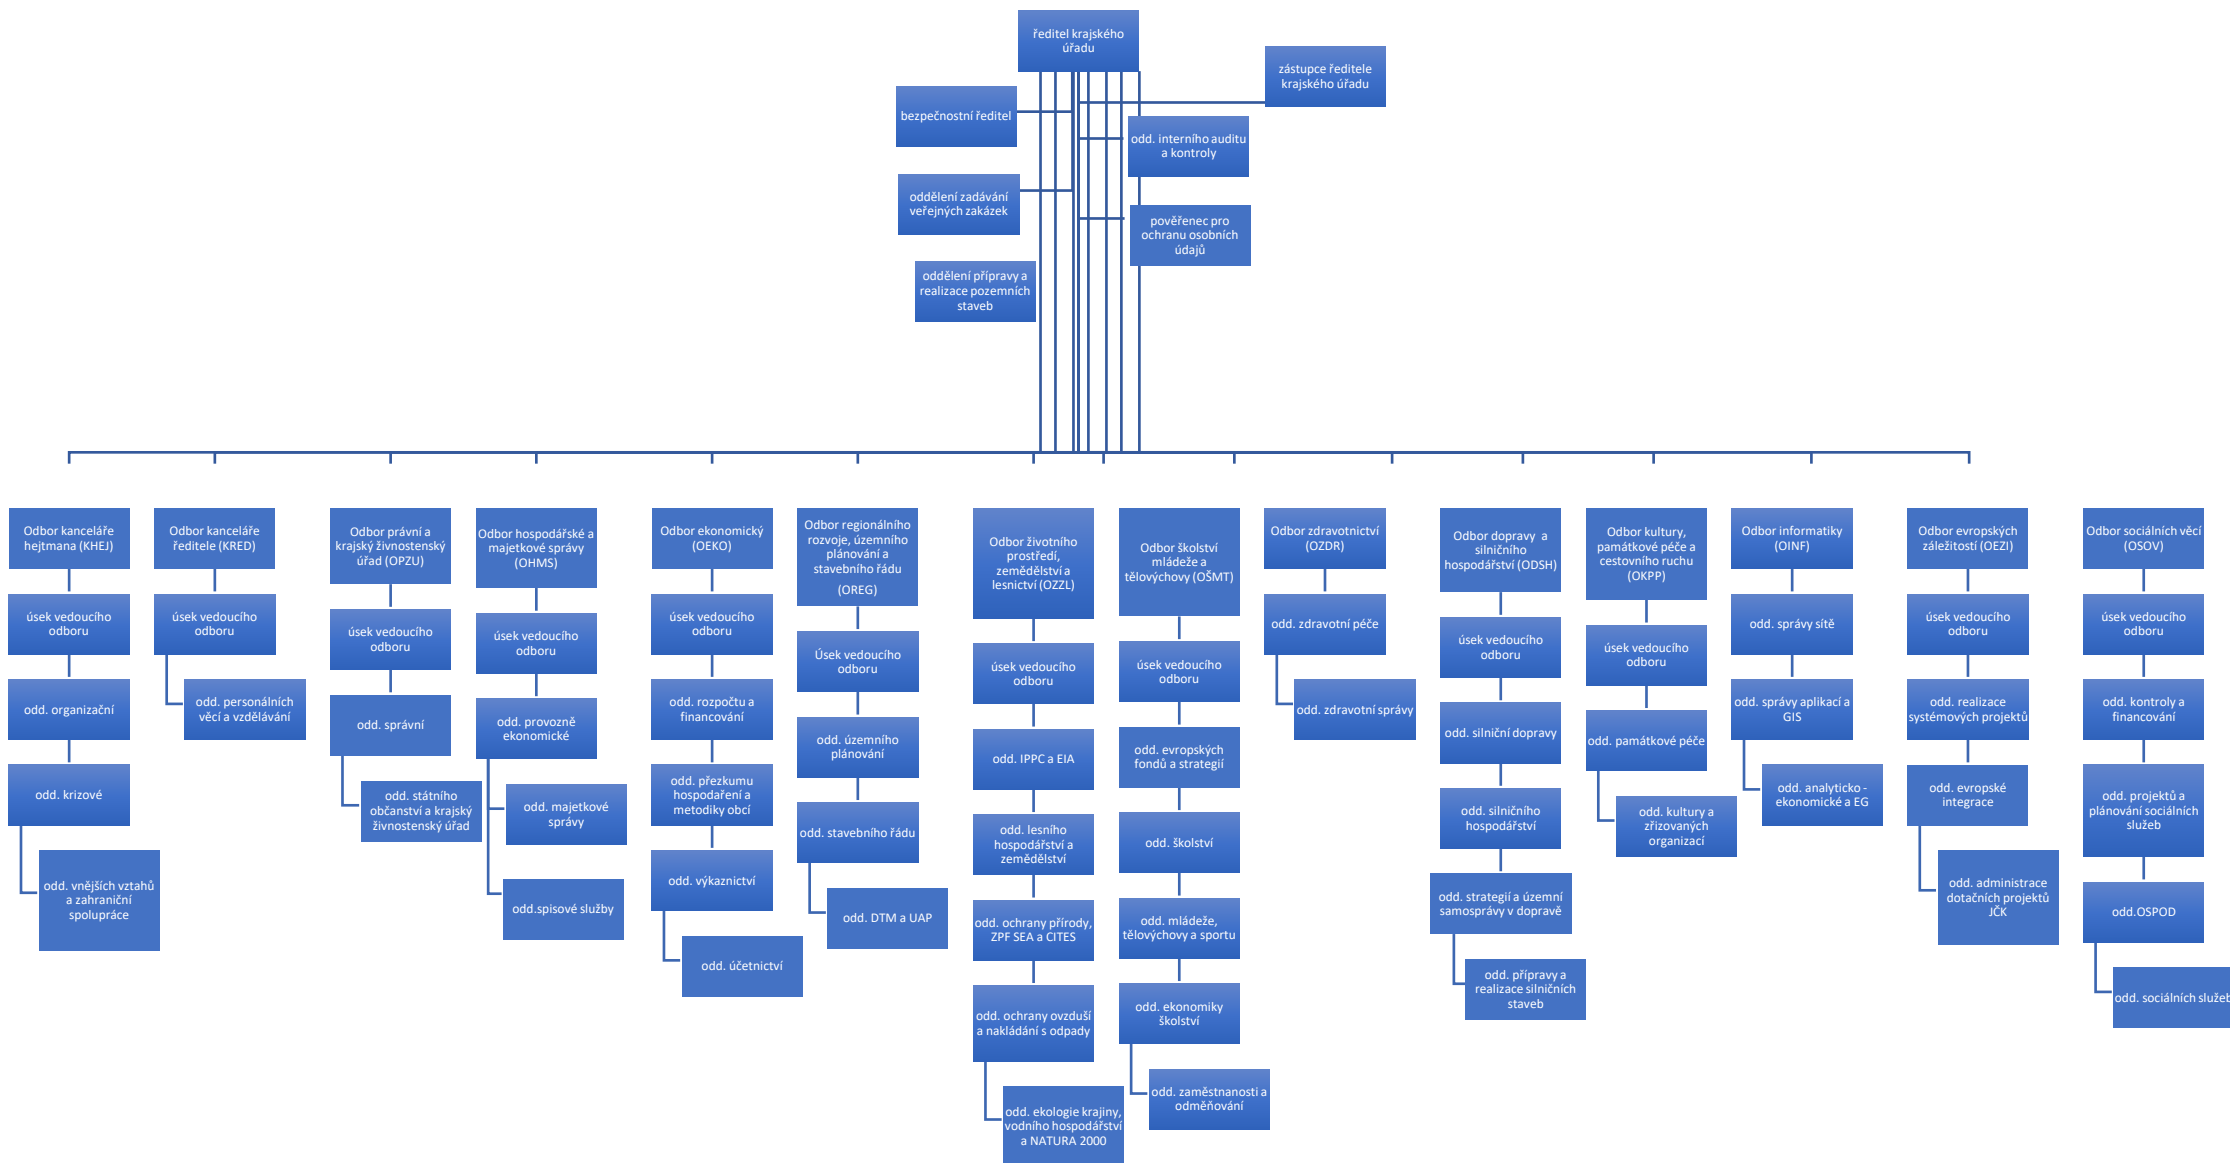 ředitel krajského
úřadu
zástupce ředitele
krajského úřadu
bezpečnostní ředitel
odd. interního auditu
a kontroly
oddělení zadávání
veřejných zakázek
pověřenec pro
ochranu osobních
údajů
oddělení přípravy a
realizace pozemních
staveb
Odbor kanceláře
hejtmana (KHEJ)
úsek vedoucího
odboru
odd. organizační
odd. krizové
odd. vnějších vztahů
a zahraniční
spolupráce
Odbor kanceláře
ředitele (KRED)
úsek vedoucího
odboru
odd. personálních
věcí a vzdělávání
Odbor právní a
krajský živnostenský
úřad (OPZU)
úsek vedoucího
odboru
odd. správní
odd. státního
občanství a krajský
živnostenský úřad
Odbor hospodářské a
majetkové správy
(OHMS)
úsek vedoucího
odboru
odd. provozně
ekonomické
odd. majetkové
správy
odd.spisové služby
Odbor ekonomický
(OEKO)
úsek vedoucího
odboru
odd. rozpočtu a
financování
odd. přezkumu
hospodaření a
metodiky obcí
odd. výkaznictví
odd. účetnictví
Odbor regionálního
rozvoje, územního
plánování a
stavebního řádu
(OREG)
Úsek vedoucího
odboru
odd. územního
plánování
odd. stavebního řádu
odd. DTM a UAP
Odbor životního
prostředí,
zemědělství a
lesnictví (OZZL)
úsek vedoucího
odboru
odd. IPPC a EIA
odd. lesního
hospodářství a
zemědělství
odd. ochrany přírody,
ZPF SEA a CITES
odd. ochrany ovzduší
a nakládání s odpady
odd. ekologie krajiny,
vodního hospodářství
a NATURA 2000
Odbor školství
mládeže a
tělovýchovy (OŠMT)
úsek vedoucího
odboru
odd. evropských
fondů a strategií
odd. školství
odd. mládeže,
tělovýchovy a sportu
odd. ekonomiky
školství
odd. zaměstnanosti a
odměňování
Odbor zdravotnictví
(OZDR)
odd. zdravotní péče
odd. zdravotní správy
Odbor dopravy a
silničního
hospodářství (ODSH)
úsek vedoucího
odboru
odd. silniční dopravy
odd. silničního
hospodářství
odd. strategií a územní
samosprávy v dopravě
odd. přípravy a
realizace silničních
staveb
Odbor kultury,
památkové péče a
cestovního ruchu
(OKPP)
úsek vedoucího
odboru
odd. památkové péče
odd. kultury a
zřizovaných
organizací
Odbor informatiky
(OINF)
odd. správy sítě
odd. správy aplikací a
GIS
odd. analyticko -
ekonomické a EG
Odbor evropských
záležitostí (OEZI)
úsek vedoucího
odboru
odd. realizace
systémových projektů
odd. evropské
integrace
odd. administrace
dotačních projektů
JČK
Odbor sociálních věcí
(OSOV)
úsek vedoucího
odboru
odd. kontroly a
financování
odd. projektů a
plánování sociálních
služeb
odd.OSPOD
odd. sociálních služeb